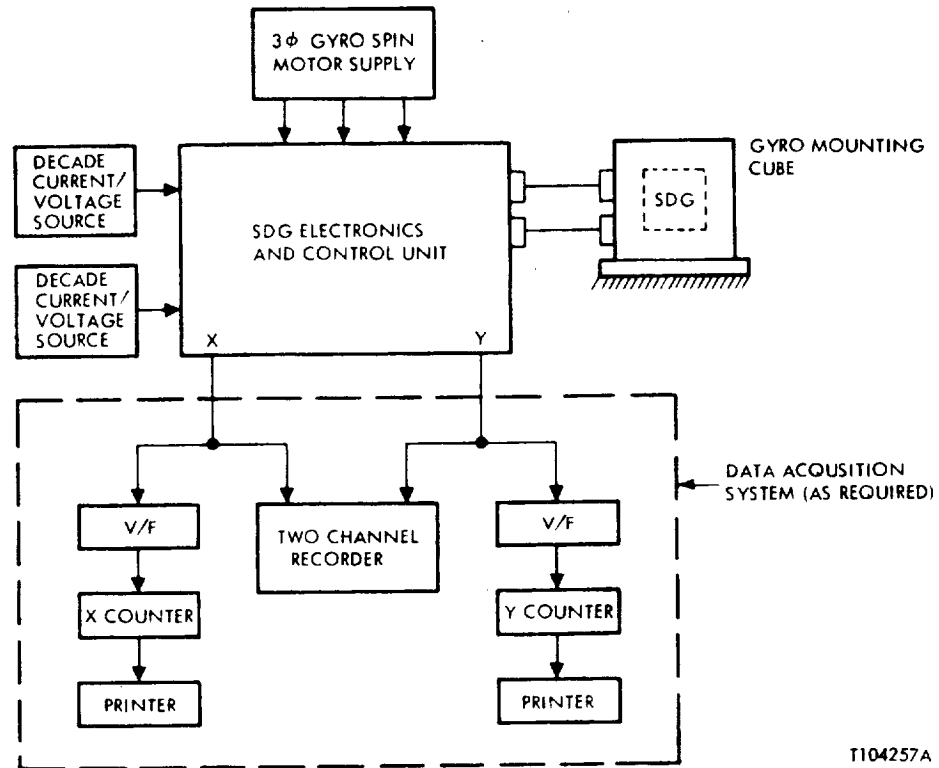 3φ GYRO SPIN
MOTOR SUPPLY
DECADE
CURRENT/
VOLTAGE
SOURCE
SDG ELECTRONICS
AND CONTROL UNIT
GYRO MOUNTING
CUBE
SDG
DECADE
CURRENT/
VOLTAGE
SOURCE
X
Y
DATA ACQUSITION
SYSTEM (AS REQUIRED)
V/F
TWO CHANNEL
RECORDER
V/F
X COUNTER
Y COUNTER
PRINTER
PRINTER
T104257A